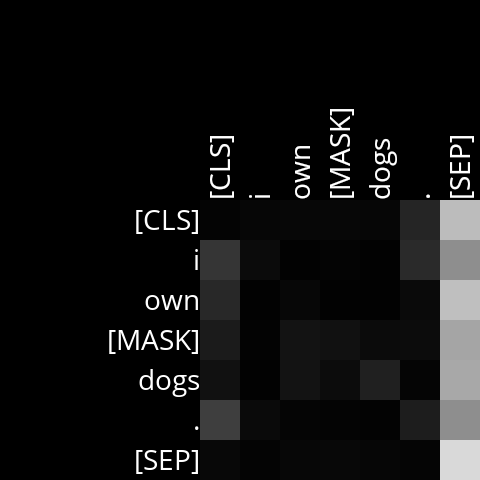 [CLS]
i
own
[MASK]
dogs
.
[SEP]
[CLS]
i
own
[MASK]
dogs
.
[SEP]